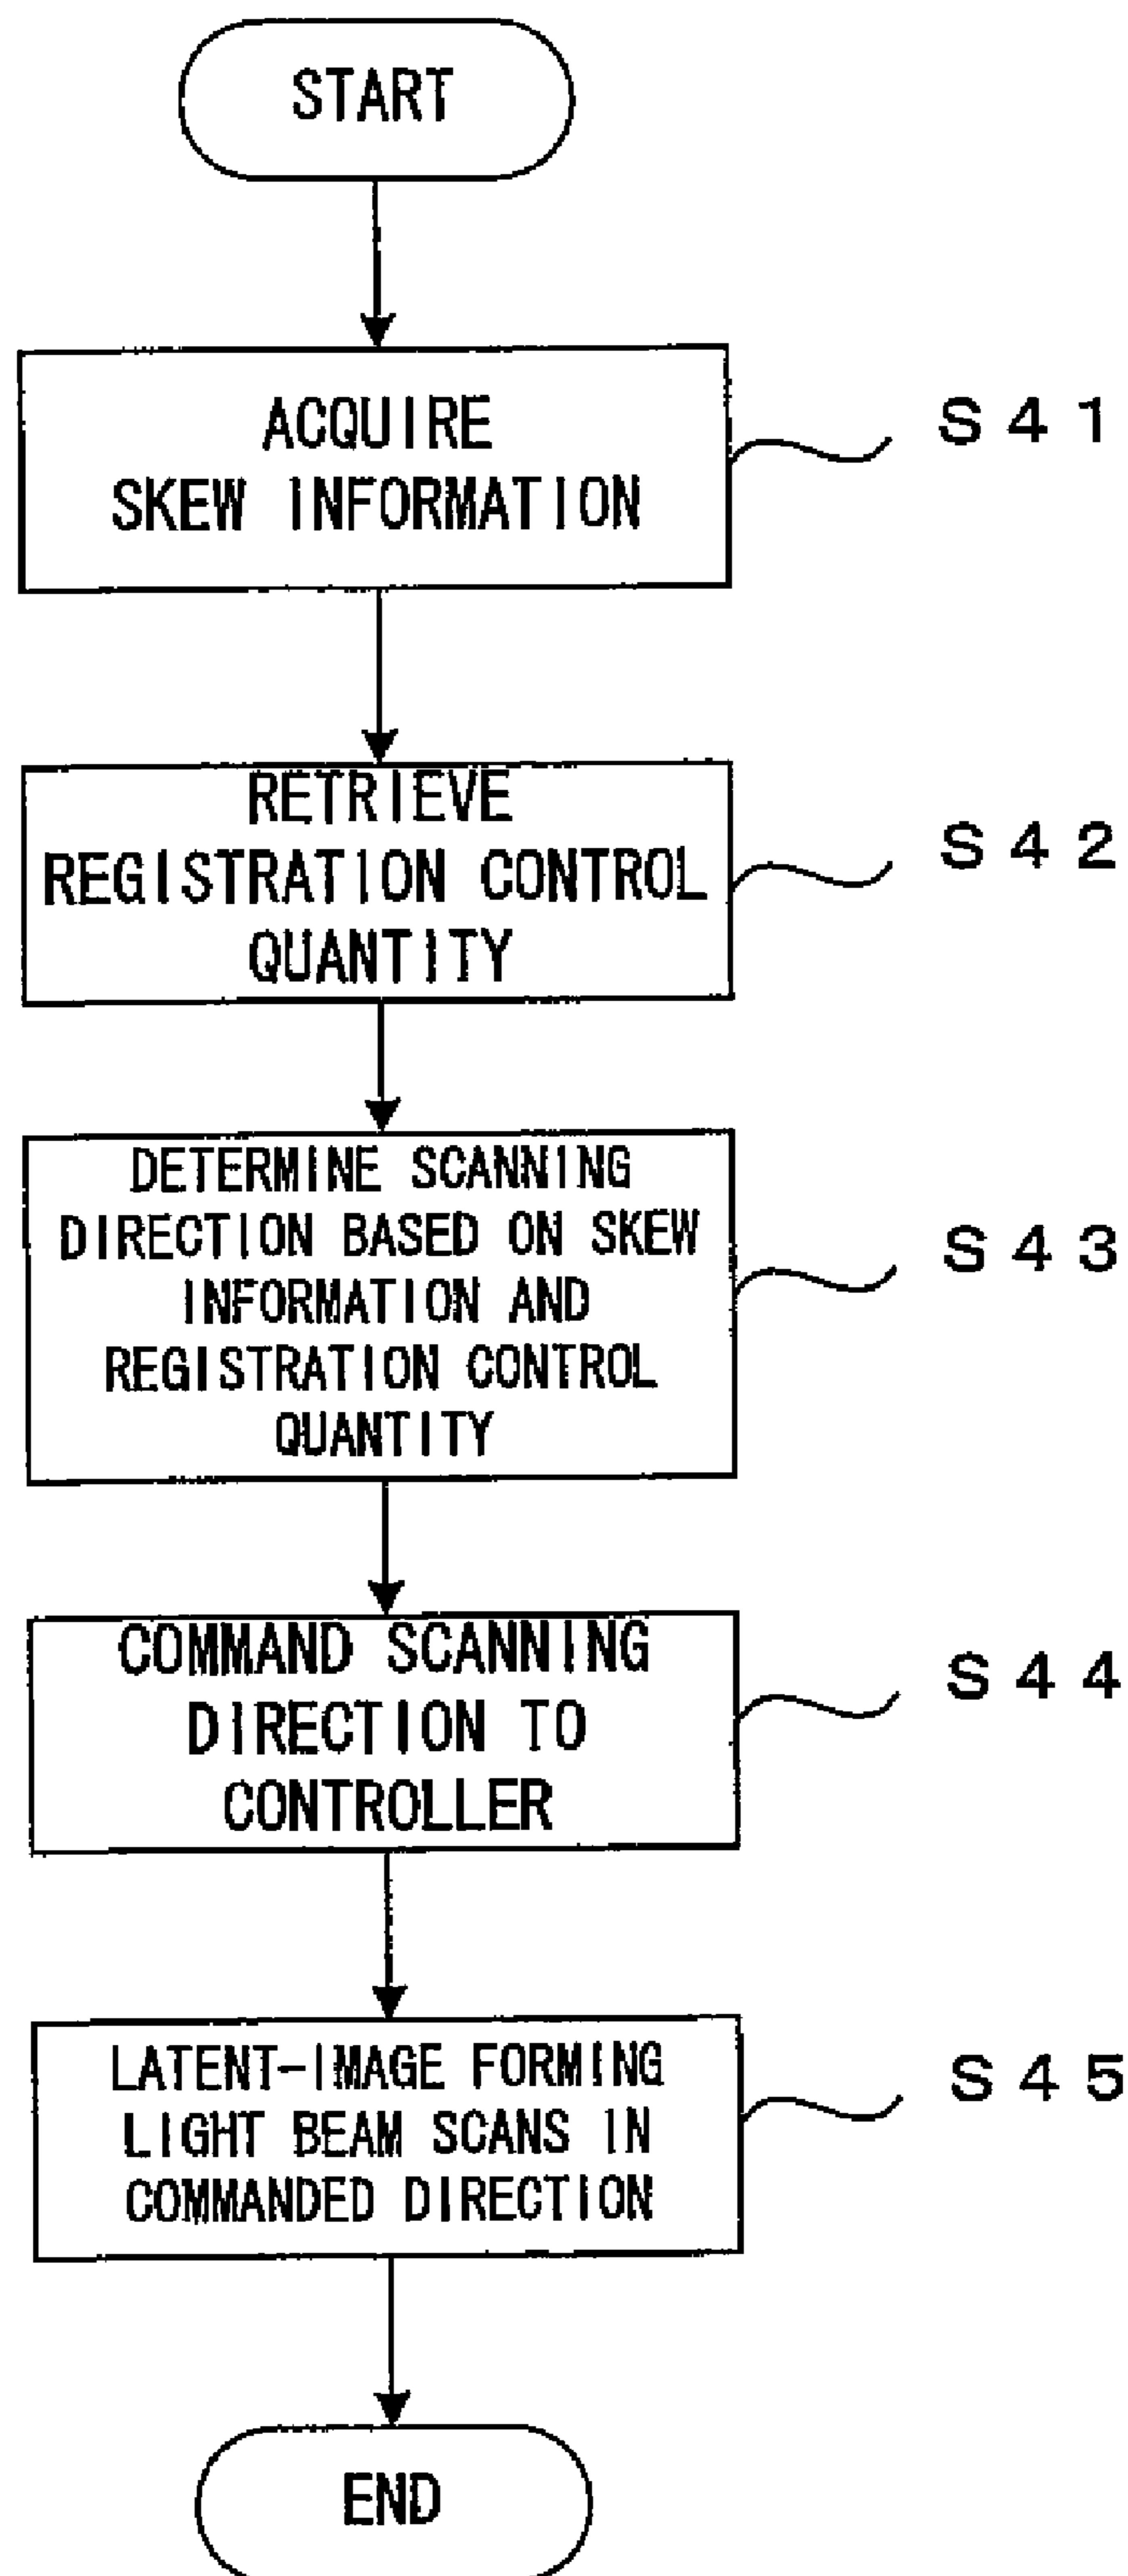 START
ACQUIRE
SKEW INFORMATION
S41
RETRIEVE
REGISTRATION CONTROL
QUANTITY
S42
DETERMINE SCANNING
DIRECTION BASED ON SKEW
INFORMATION AND
REGISTRATION CONTROL
QUANTITY
S43
COMMAND SCANNING
DIRECTION TO
CONTROLLER
S44
LATENT-IMAGE FORMING
LIGHT BEAM SCANS IN
COMMANDED DIRECTION
S45
END